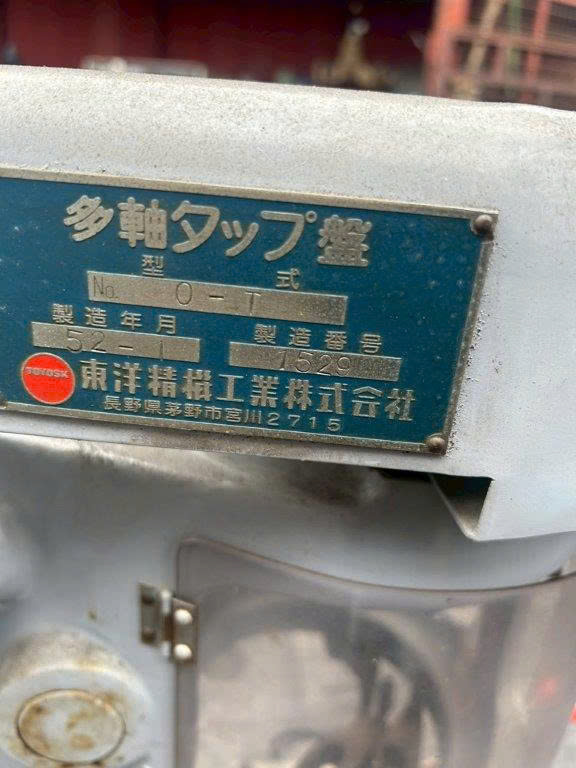 多軸タップ盤
型式
No. 0-T
製造年月 製造番号
52-1 1529
TOYOSK 東洋精機工業株式会社
長野県茅野市宮川2715